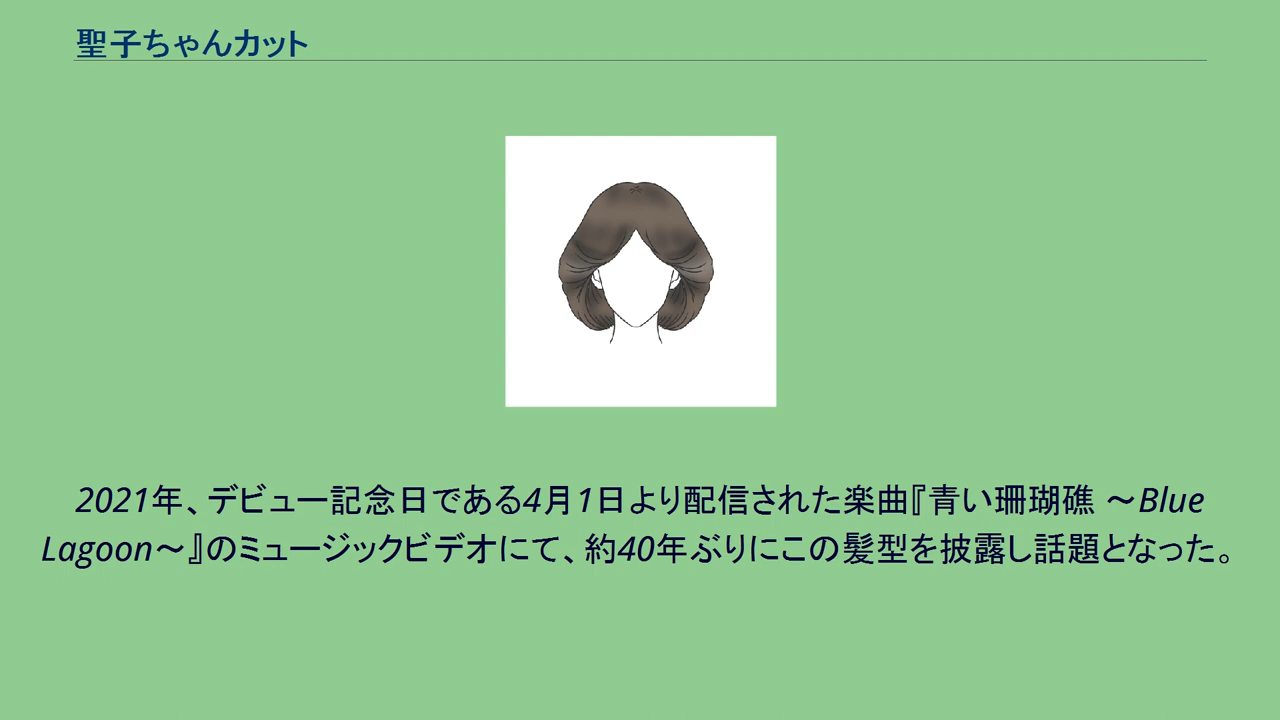 聖子ちゃんカット
2021年、デビュー記念日である4月1日より配信された楽曲『青い珊瑚礁 〜Blue
Lagoon〜』のミュージックビデオにて、約40年ぶりにこの髪型を披露し話題となった。